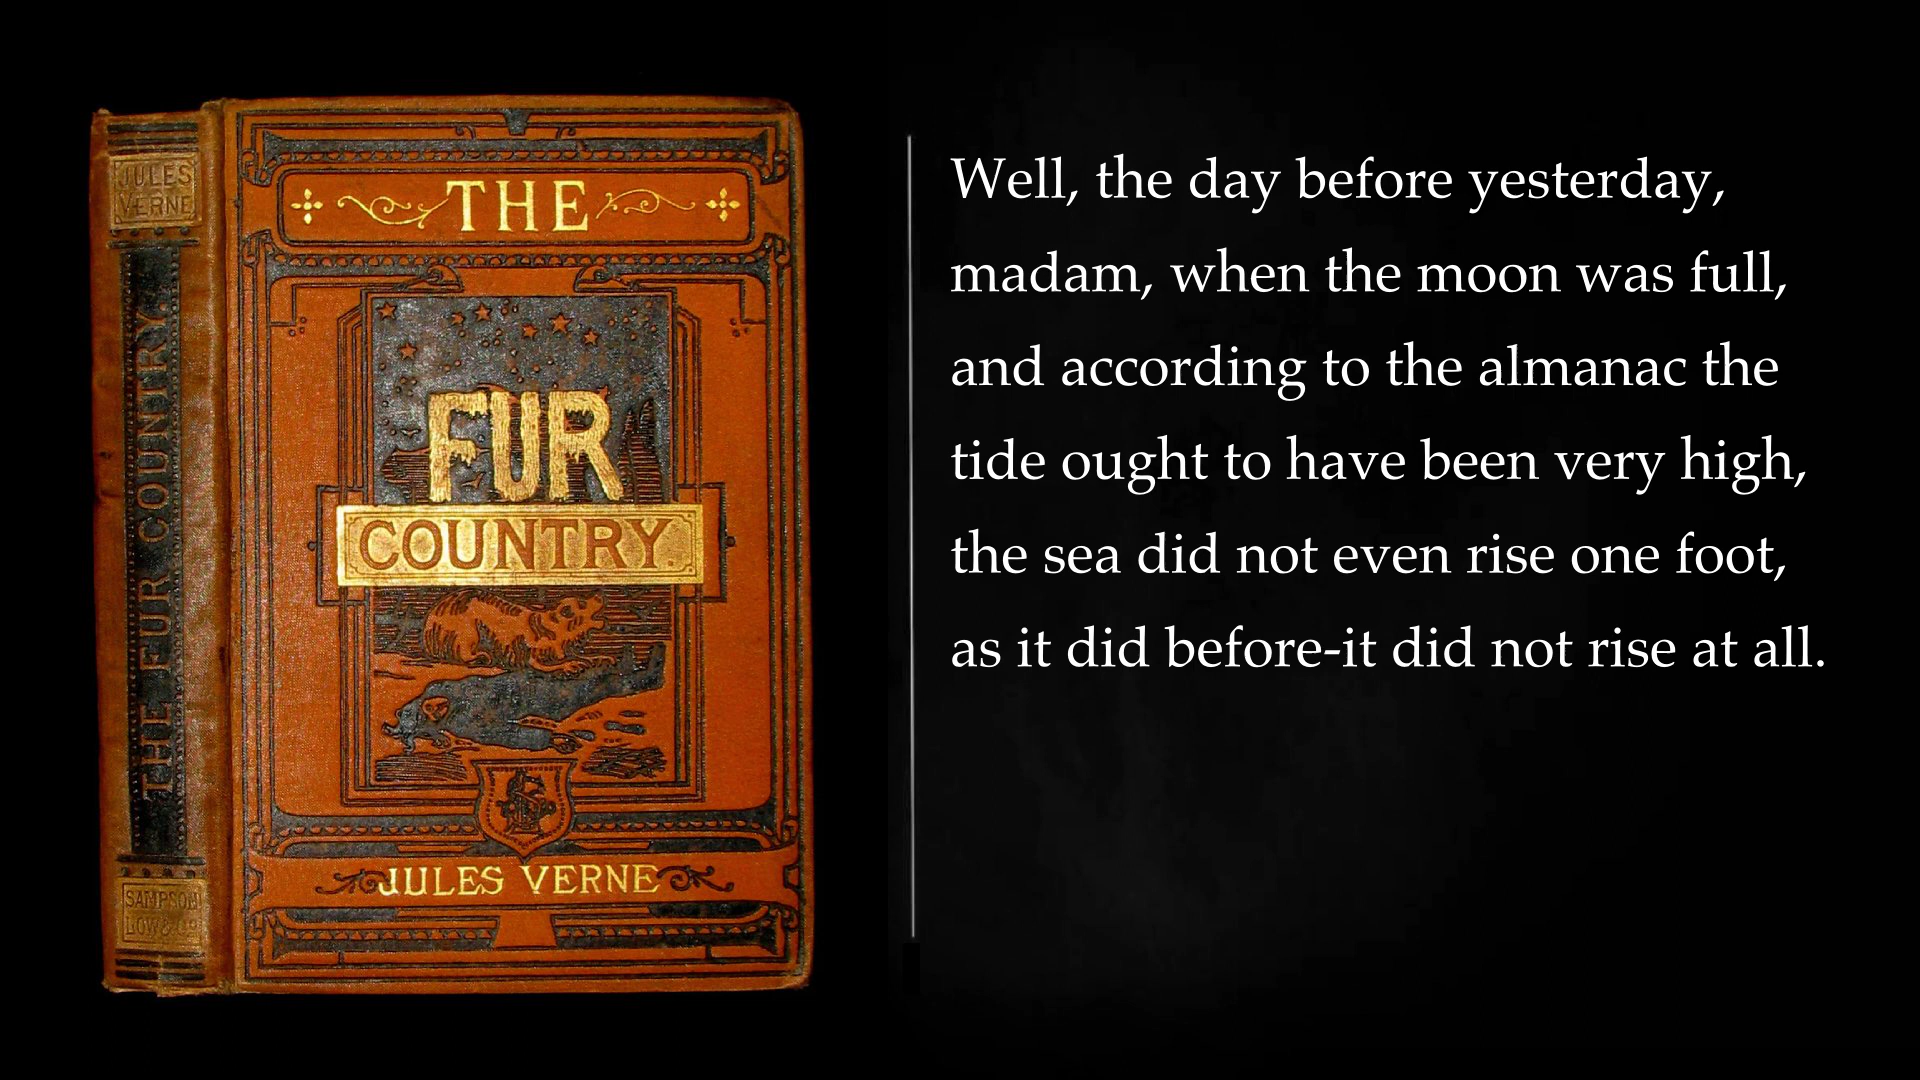 JULES
VERNE
THE FUR COUNTRY.
SAMPSON
LOW & Co
THE
FUR
COUNTRY.
JULES VERNE
Well, the day before yesterday,
madam, when the moon was full,
and according to the almanac the
tide ought to have been very high,
the sea did not even rise one foot,
as it did before-it did not rise at all.